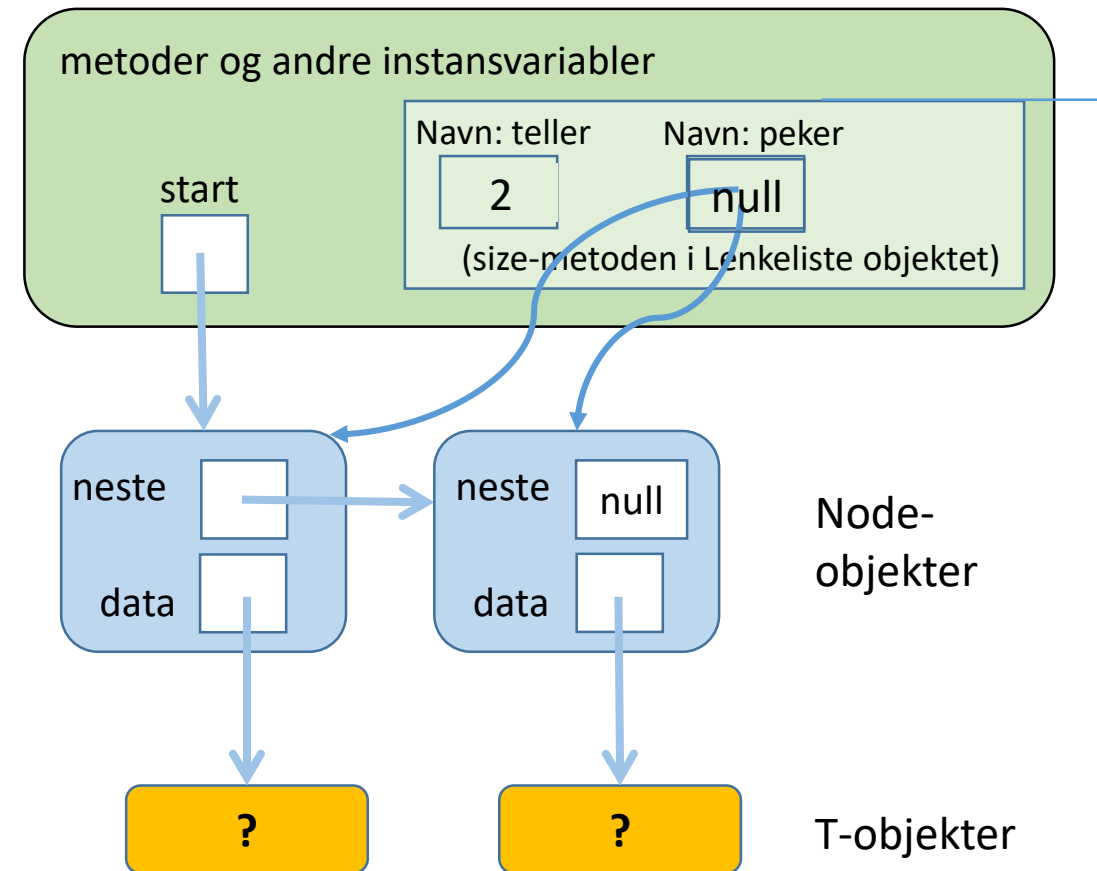 metoder og andre instansvariabler
Navn: teller
Navn: peker
start
2
null
(size-metoden i Lenkeliste objektet)
neste
neste
null
Node-
objekter
data
data
?
?
T-objekter